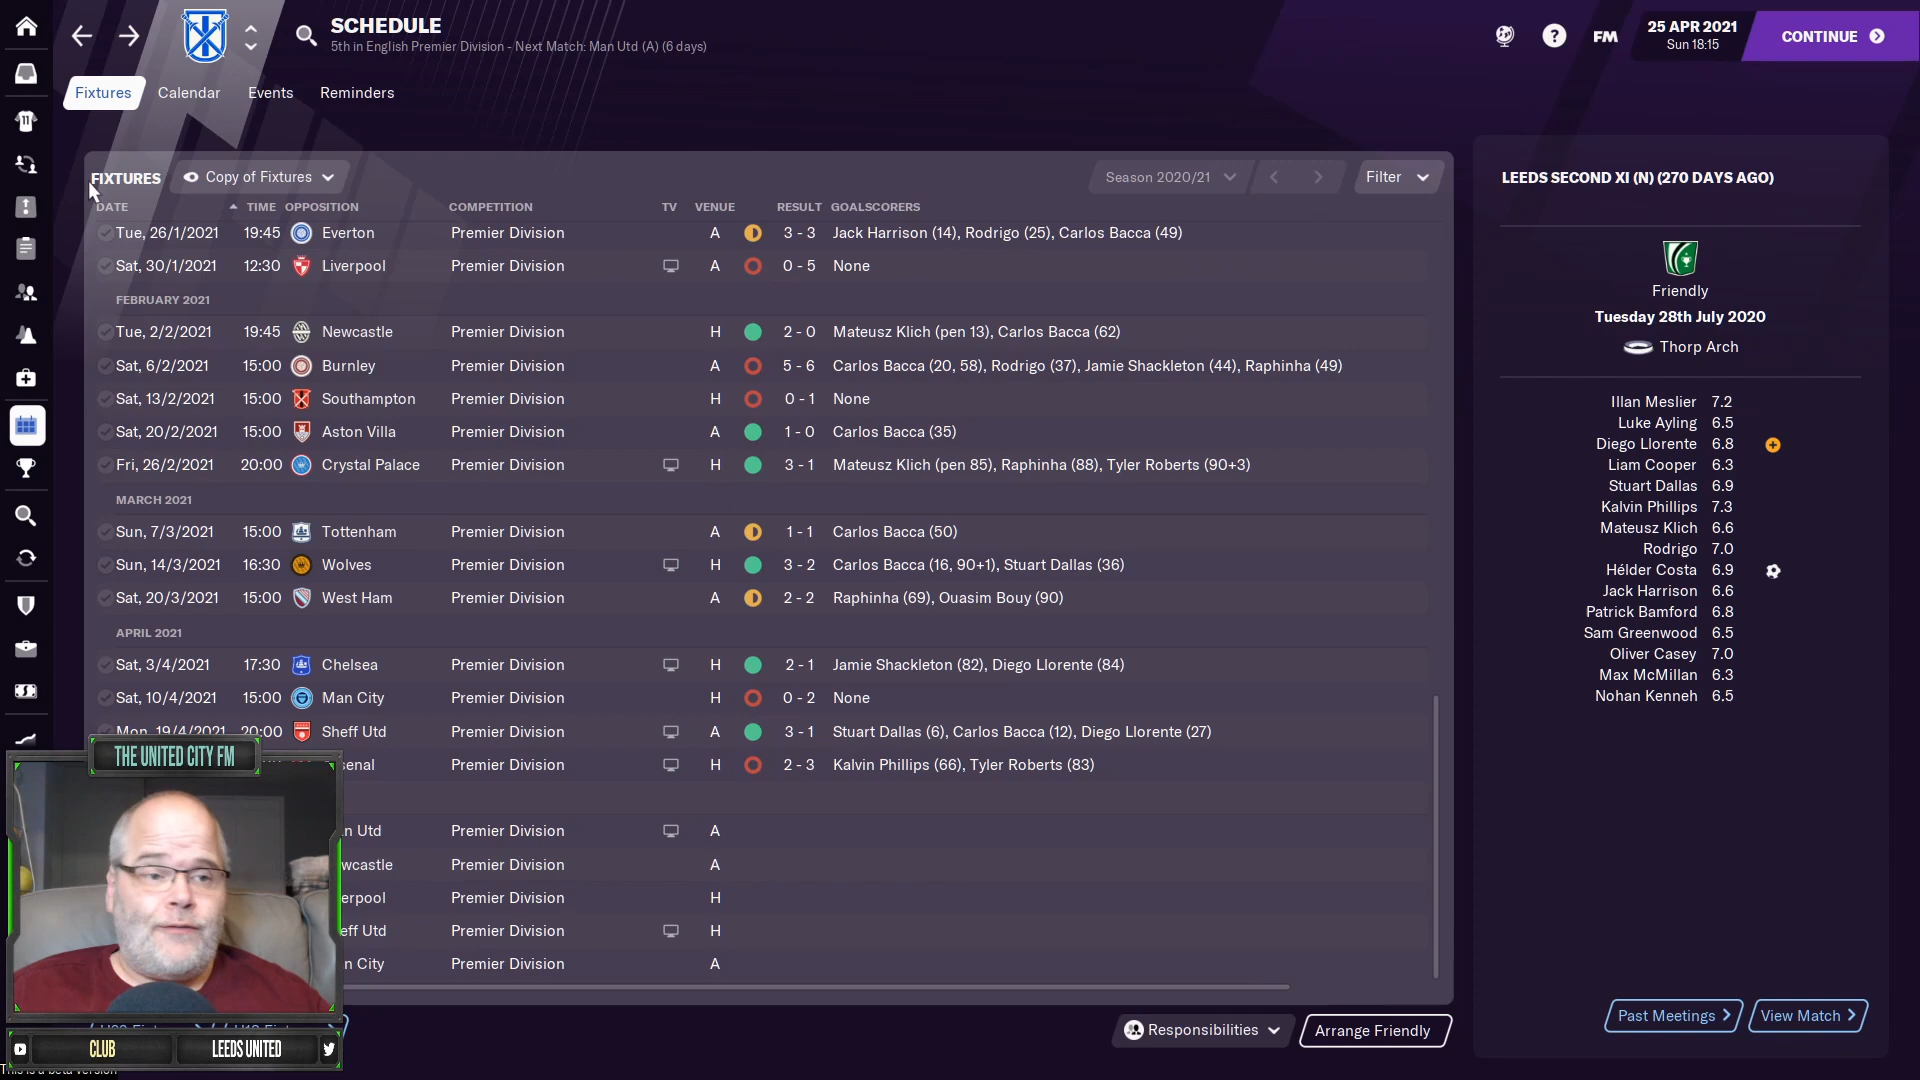 SCHEDULE
5th in English Premier Division - Next Match: Man Utd (A) (6 days)
FM
25 APR 2021
Sun 18:15
CONTINUE
Fixtures Calendar Events Reminders
FIXTURES Copy of Fixtures Season 2020/21 Filter
DATE TIME OPPOSITION COMPETITION TV VENUE RESULT GOALSCORERS
Tue, 26/1/2021 19:45 Everton Premier Division A 3 - 3 Jack Harrison (14), Rodrigo (25), Carlos Bacca (49)
Sat, 30/1/2021 12:30 Liverpool Premier Division A 0 - 5 None
FEBRUARY 2021
Tue, 2/2/2021 19:45 Newcastle Premier Division H 2 - 0 Mateusz Klich (pen 13), Carlos Bacca (62)
Sat, 6/2/2021 15:00 Burnley Premier Division A 5 - 6 Carlos Bacca (20, 58), Rodrigo (37), Jamie Shackleton (44), Raphinha (49)
Sat, 13/2/2021 15:00 Southampton Premier Division H 0 - 1 None
Sat, 20/2/2021 15:00 Aston Villa Premier Division A 1 - 0 Carlos Bacca (35)
Fri, 26/2/2021 20:00 Crystal Palace Premier Division H 3 - 1 Mateusz Klich (pen 85), Raphinha (88), Tyler Roberts (90+3)
MARCH 2021
Sun, 7/3/2021 15:00 Tottenham Premier Division A 1 - 1 Carlos Bacca (50)
Sun, 14/3/2021 16:30 Wolves Premier Division H 3 - 2 Carlos Bacca (16, 90+1), Stuart Dallas (36)
Sat, 20/3/2021 15:00 West Ham Premier Division A 2 - 2 Raphinha (69), Ouasim Bouy (90)
APRIL 2021
Sat, 3/4/2021 17:30 Chelsea Premier Division H 2 - 1 Jamie Shackleton (82), Diego Llorente (84)
Sat, 10/4/2021 15:00 Man City Premier Division H 0 - 2 None
Mon, 19/4/2021 20:00 Sheff Utd Premier Division A 3 - 1 Stuart Dallas (6), Carlos Bacca (12), Diego Llorente (27)
senal Premier Division H 2 - 3 Kalvin Phillips (66), Tyler Roberts (83)
n Utd Premier Division A
wcastle Premier Division A
erpool Premier Division H
eff Utd Premier Division H
n City Premier Division A
Responsibilities Arrange Friendly
LEEDS SECOND XI (N) (270 DAYS AGO)
Friendly
Tuesday 28th July 2020
Thorp Arch
Illan Meslier 7.2
Luke Ayling 6.5
Diego Llorente 6.8
Liam Cooper 6.3
Stuart Dallas 6.9
Kalvin Phillips 7.3
Mateusz Klich 6.6
Rodrigo 7.0
Hélder Costa 6.9
Jack Harrison 6.6
Patrick Bamford 6.8
Sam Greenwood 6.5
Oliver Casey 7.0
Max McMillan 6.3
Nohan Kenneh 6.5
Past Meetings View Match
THE UNITED CITY FM
CLUB LEEDS UNITED